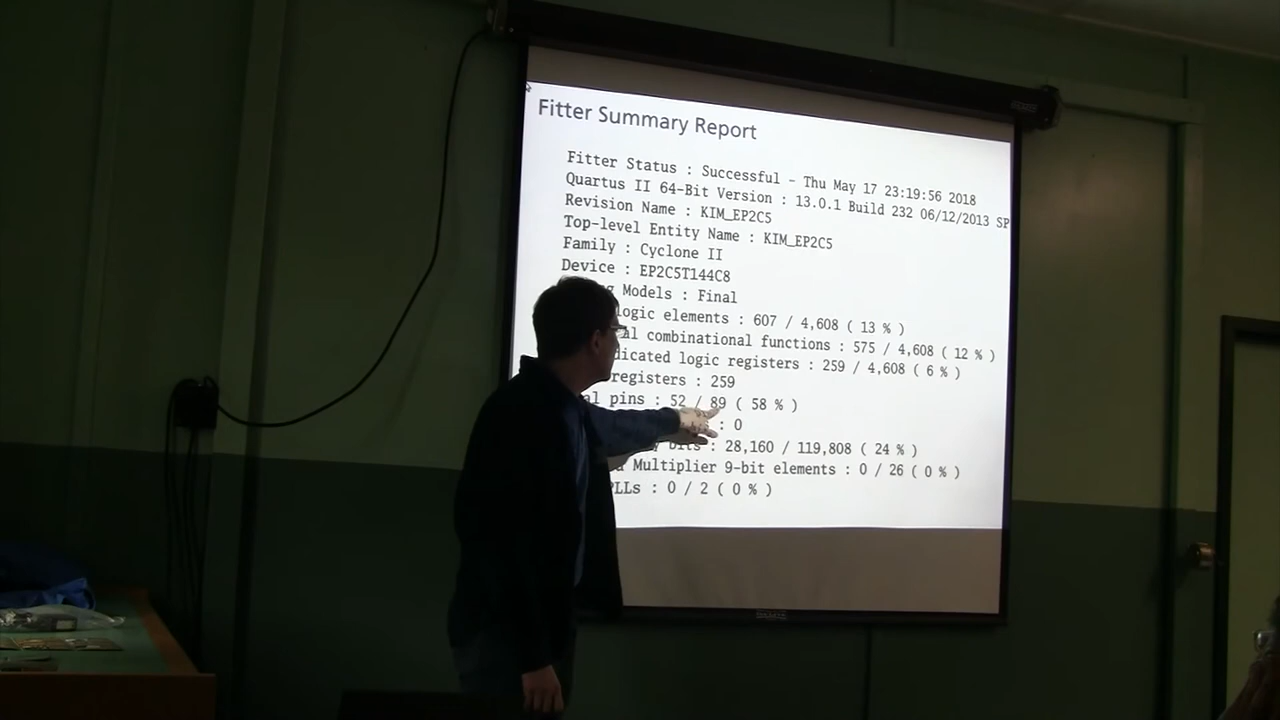 Fitter Summary Report
Fitter Status : Successful - Thu May 17 23:19:56 2018
Quartus II 64-Bit Version : 13.0.1 Build 232 06/12/2013 SP
Revision Name : KIM_EP2C5
Top-level Entity Name : KIM_EP2C5
Family : Cyclone II
Device : EP2C5T144C8
Models : Final
logic elements : 607 / 4,608 ( 13 % )
combinational functions : 575 / 4,608 ( 12 % )
dicated logic registers : 259 / 4,608 ( 6 % )
registers : 259
al pins : 52 / 89 ( 58 % )
: 0
bits : 28,160 / 119,808 ( 24 % )
Multiplier 9-bit elements : 0 / 26 ( 0 % )
PLLs : 0 / 2 ( 0 % )